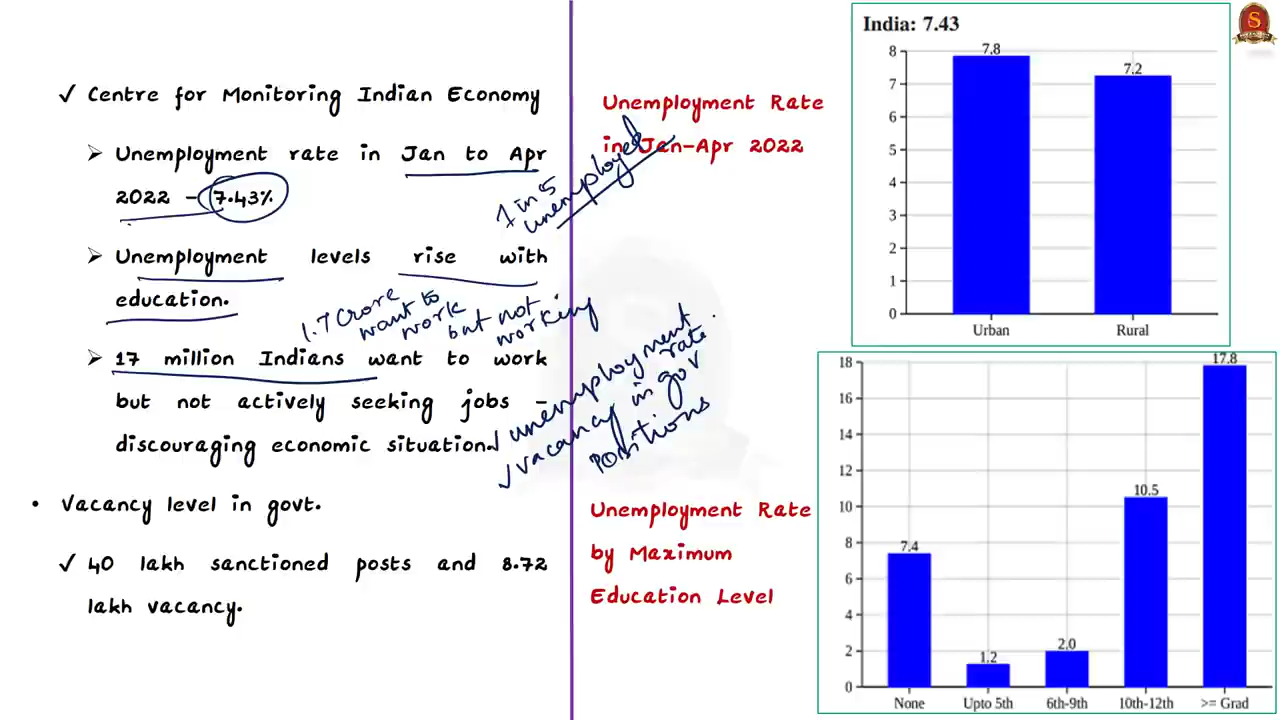 ✓ Centre for Monitoring Indian Economy
➢ Unemployment rate in Jan to Apr
2022 – 7.43%
➢ Unemployment levels rise with
education.
➢ 17 million Indians want to work
but not actively seeking jobs –
discouraging economic situation.
• Vacancy level in govt.
✓ 40 lakh sanctioned posts and 8.72
lakh vacancy.
1 in 5
unemployed
1.7 Crore
want to
work
but not
working
✓ unemployment
rate
✓ vacancy in gov
positions
Unemployment Rate
in Jan-Apr 2022
India: 7.43
8
7
6
5
4
3
2
1
0
7.8
7.2
Urban
Rural
Unemployment Rate
by Maximum
Education Level
18
16
14
12
10
8
6
4
2
0
7.4
1.2
2.0
10.5
17.8
None
Upto 5th
6th-9th
10th-12th
>= Grad